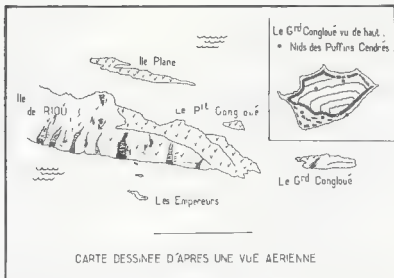 Ile Plane
Ile
de RIOU
Le Ptit Congloué
Les Empereurs
Le Grd Congloué vu de haut.
• Nids des Puffins Cendrés
Le Grd Congloué
CARTE DESSINEE D'APRES UNE VUE AERIENNE